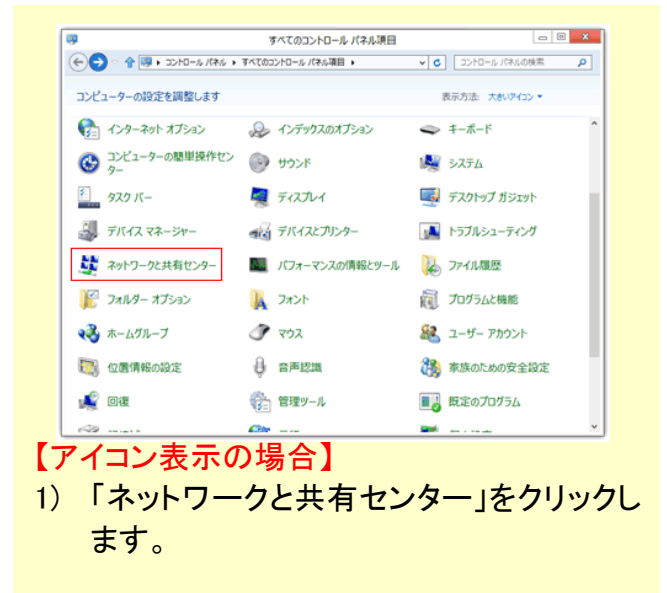 すべてのコントロール パネル項目
コントロール パネル ▸ すべてのコントロール パネル項目 ▸
コントロール パネルの検索
コンピューターの設定を調整します
表示方法: 大きいアイコン
インターネット オプション
インデックスのオプション
キーボード
コンピューターの簡単操作セン
ター
サウンド
システム
タスク バー
ディスプレイ
デスクトップ ガジェット
デバイス マネージャー
デバイスとプリンター
トラブルシューティング
ネットワークと共有センター
パフォーマンスの情報とツール
ファイル履歴
フォルダー オプション
フォント
プログラムと機能
ホームグループ
マウス
ユーザー アカウント
位置情報の設定
音声認識
家族のための安全設定
回復
管理ツール
既定のプログラム
【アイコン表示の場合】
1) 「ネットワークと共有センター」をクリックし
ます。